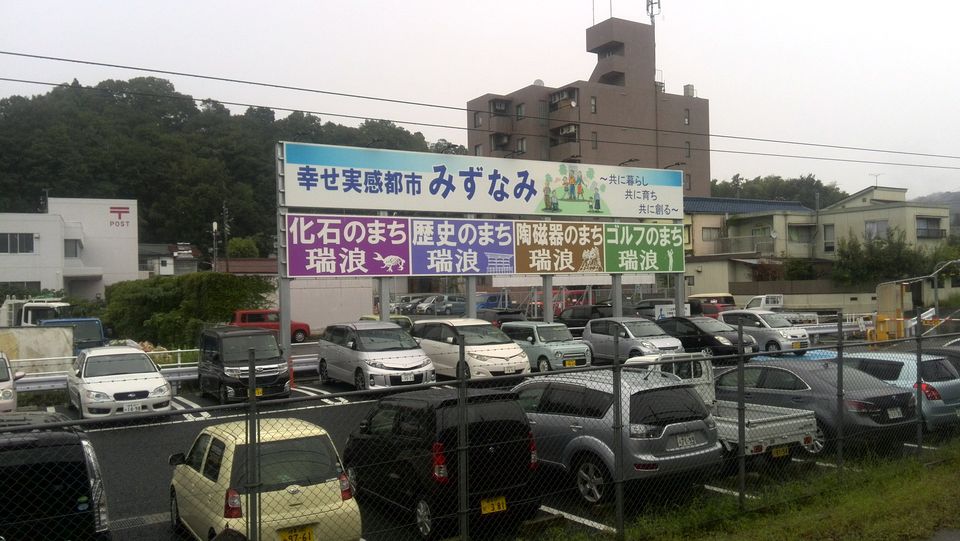 幸せ実感都市 みずなみ
～共に暮らし
共に育ち
共に創る～
化石のまち
瑞浪
歴史のまち
瑞浪
陶磁器のまち
瑞浪
ゴルフのまち
瑞浪
〒
POST